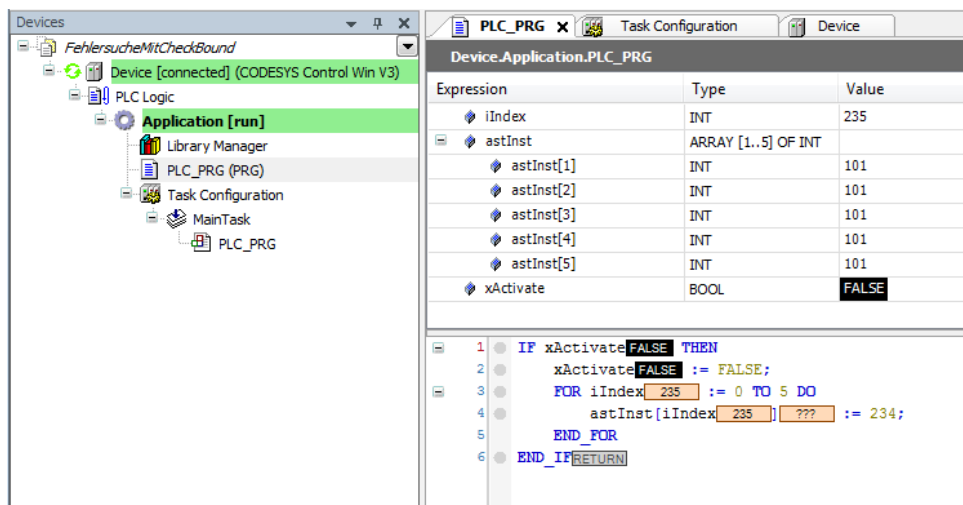 Devices
FehlersucheMitCheckBound
Device [connected] (CODESYS Control Win V3)
PLC Logic
Application [run]
Library Manager
PLC_PRG (PRG)
Task Configuration
MainTask
PLC_PRG
PLC_PRG Task Configuration Device
Device.Application.PLC_PRG
Expression Type Value
iIndex INT 235
astInst ARRAY [1..5] OF INT
astInst[1] INT 101
astInst[2] INT 101
astInst[3] INT 101
astInst[4] INT 101
astInst[5] INT 101
xActivate BOOL FALSE
1 IF xActivate FALSE THEN
2 xActivate FALSE := FALSE;
3 FOR iIndex 235 := 0 TO 5 DO
4 astInst[iIndex 235 ] ??? := 234;
5 END_FOR
6 END_IF RETURN